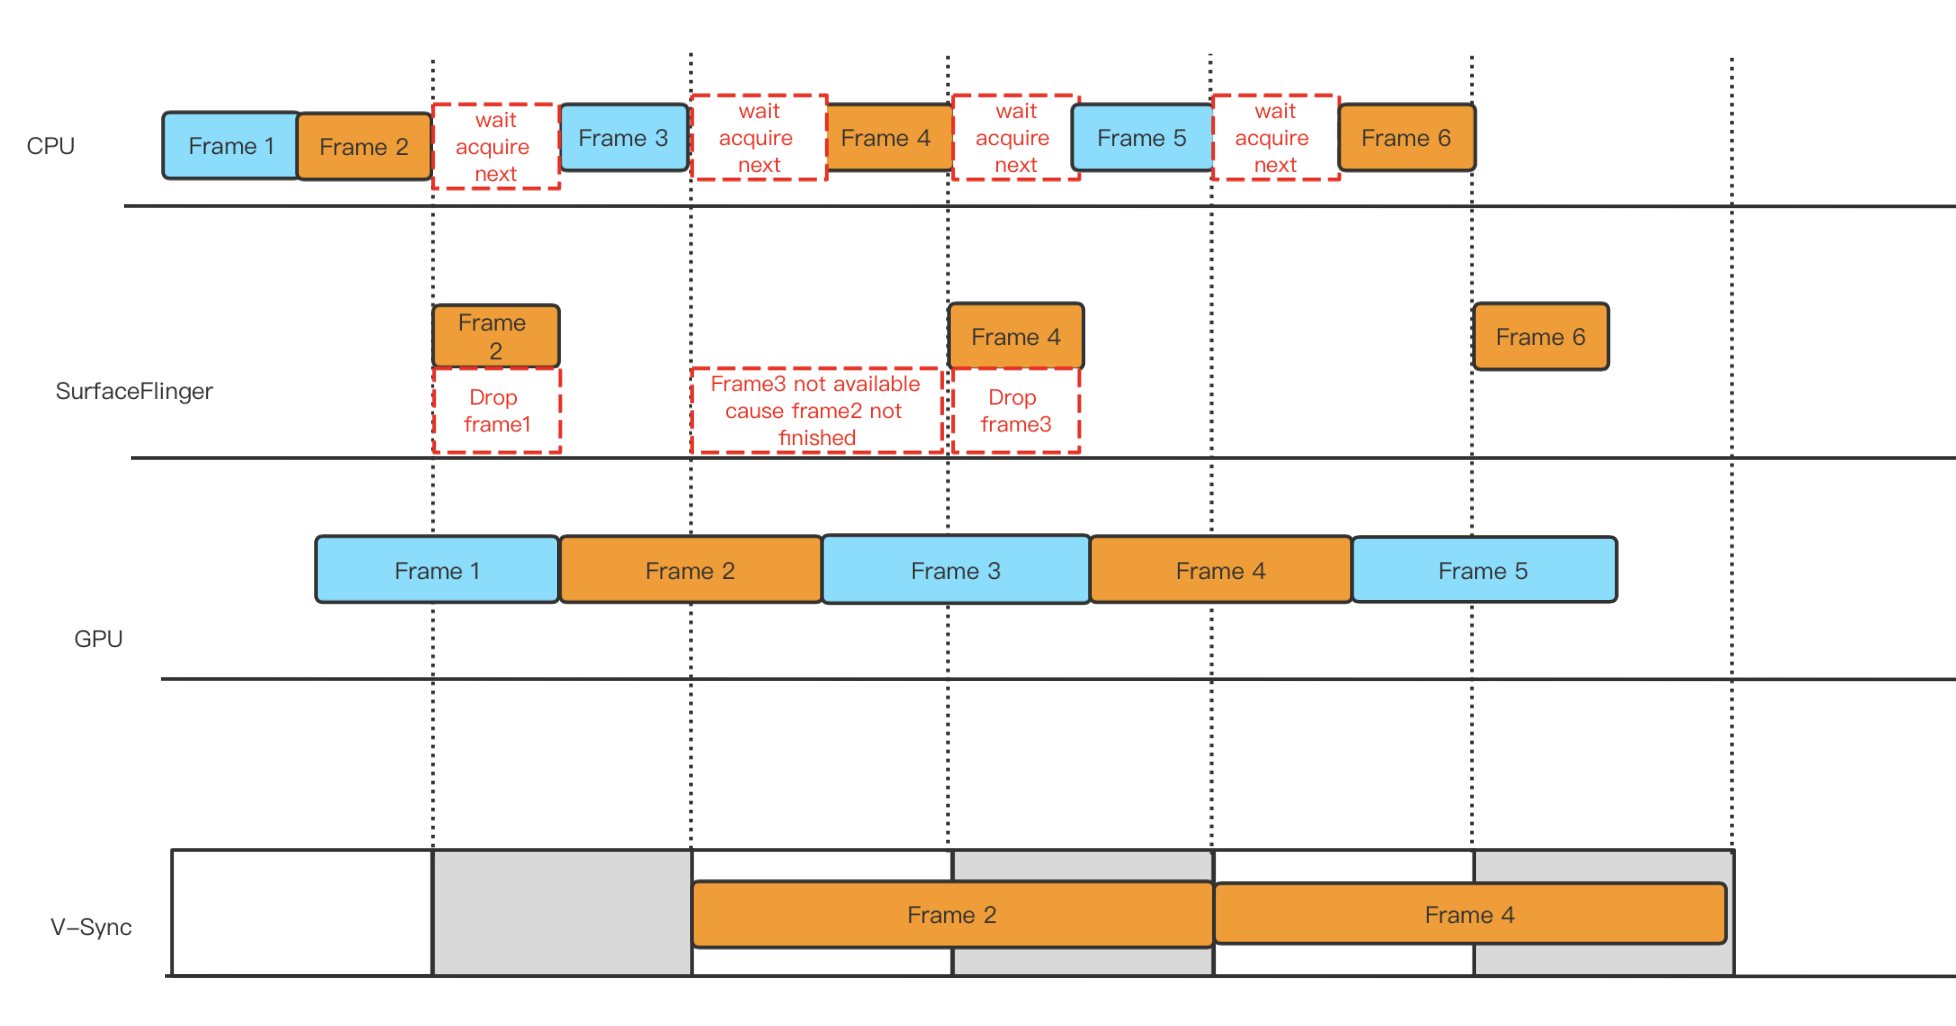 CPU
Frame 1
Frame 2
wait
acquire
next
Frame 3
wait
acquire
next
Frame 4
wait
acquire
next
Frame 5
wait
acquire
next
Frame 6
SurfaceFlinger
Frame
2
Drop
frame1
Frame3 not available
cause frame2 not
finished
Frame 4
Drop
frame3
Frame 6
GPU
Frame 1
Frame 2
Frame 3
Frame 4
Frame 5
V-Sync
Frame 2
Frame 4